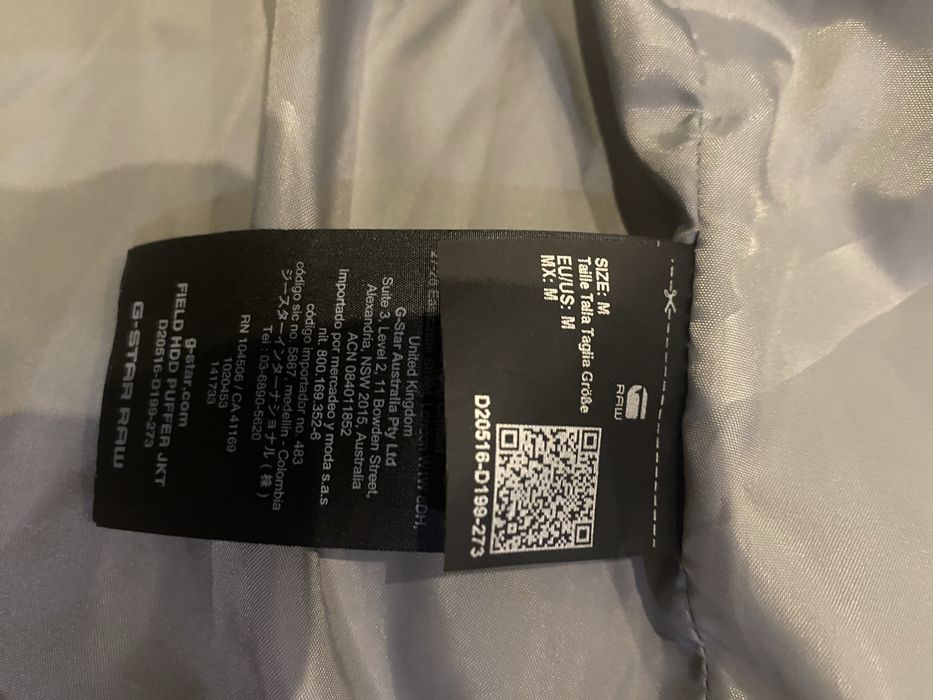 RAW
SIZE: M
Taille Talla Taglia Größe
EU/US: M
MX: M
D20516-D199-273
United Kingdom
G-Star Australia Pty Ltd
Suite 3, Level 2, 11 Bowden Street,
Alexandria, NSW 2015, Australia
ACN 084011852
Importado por mercadeo y moda s.a.s
nit. 800.169.352-6
código importador no. 483
código sic no. 5887, medellin - Colombia
ジースターインターナショナル(株)
Tel: 03-6890-5620
RN 104506 / CA 41169
1020453
141733
g-star.com
FIELD HDD PUFFER JKT
D20516-D199-273
G-STAR RAW